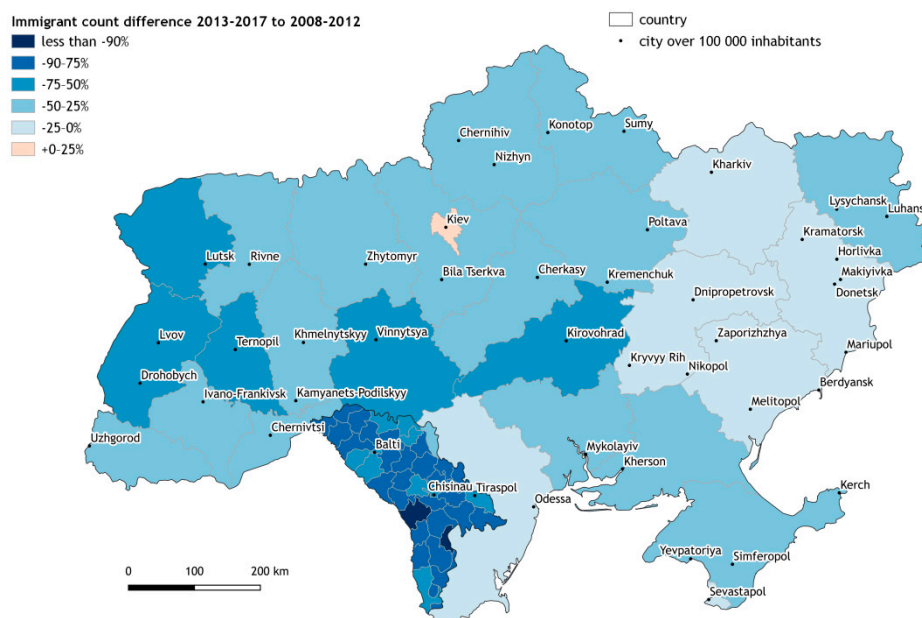 Immigrant count difference 2013-2017 to 2008-2012
less than -90%
-90-75%
-75-50%
-50-25%
-25-0%
+0-25%
country
city over 100 000 inhabitants
Chernihiv
Konotop
Sumy
Nizhyn
Kharkiv
Lysychansk
Luhans
Kiev
Poltava
Kramatorsk
Lutsk
Rivne
Zhytomyr
Bila Tserkva
Cherkasy
Kremenchuk
Horlivka
Makiyivka
Donetsk
Dnipropetrovsk
Lvov
Ternopil
Khmelnytskyy
Vinnytsya
Kirovohrad
Zaporizhzhya
Mariupol
Drohobych
Ivano-Frankivsk
Kamyanets-Podilskyy
Kryvyy Rih
Nikopol
Berdyansk
Melitopol
Uzhgorod
Chernivtsi
Balti
Mykolayiv
Kherson
Chisinau
Tiraspol
Odessa
Kerch
Yevpatoriya
Simferopol
Sevastapol
0
100
200 km